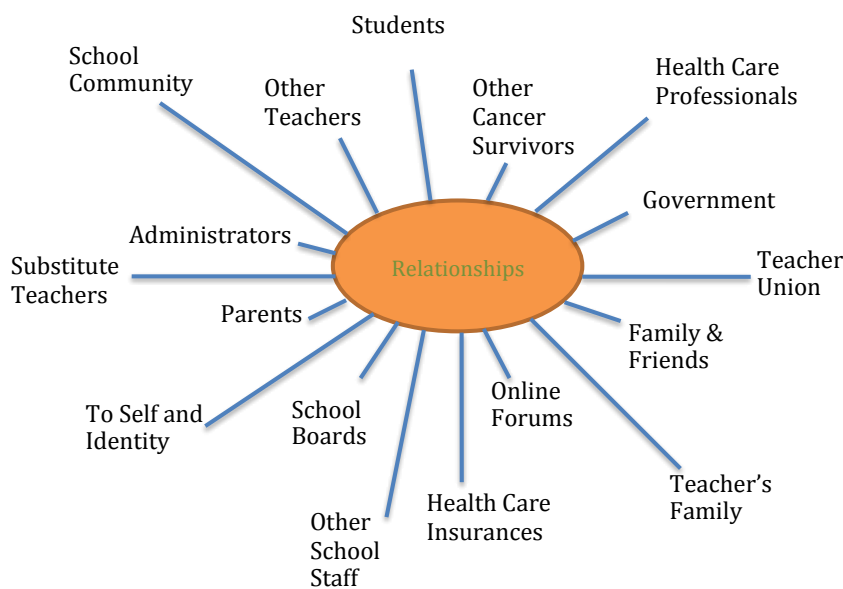 Students
School
Community
Other
Teachers
Other
Cancer
Survivors
Health Care
Professionals
Government
Administrators
Relationships
Substitute
Teachers
Teacher
Union
Parents
Family &
Friends
To Self and
Identity
School
Boards
Online
Forums
Teacher's
Family
Health Care
Insurances
Other
School
Staff